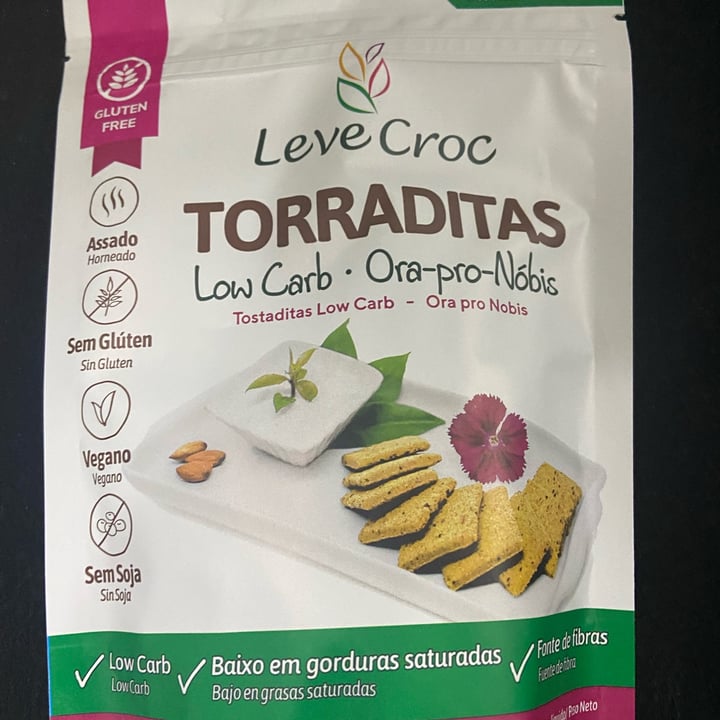 GLUTEN
FREE
Leve Croc
TORRADITAS
Low Carb · Ora-pro-Nóbis
Tostaditas Low Carb - Ora pro Nobis
Assado
Horneado
Sem Glúten
Sin Gluten
Vegano
Vegano
Sem Soja
Sin Soja
Low Carb
Low Carb
Baixo em gorduras saturadas
Bajo en grasas saturadas
Fonte de fibras
Fuente de fibra
Peso Neto